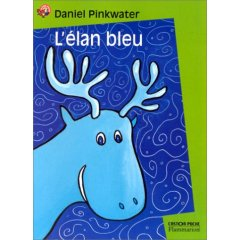 Daniel Pinkwater
L'élan bleu
CASTOR POCHE
Flammarion